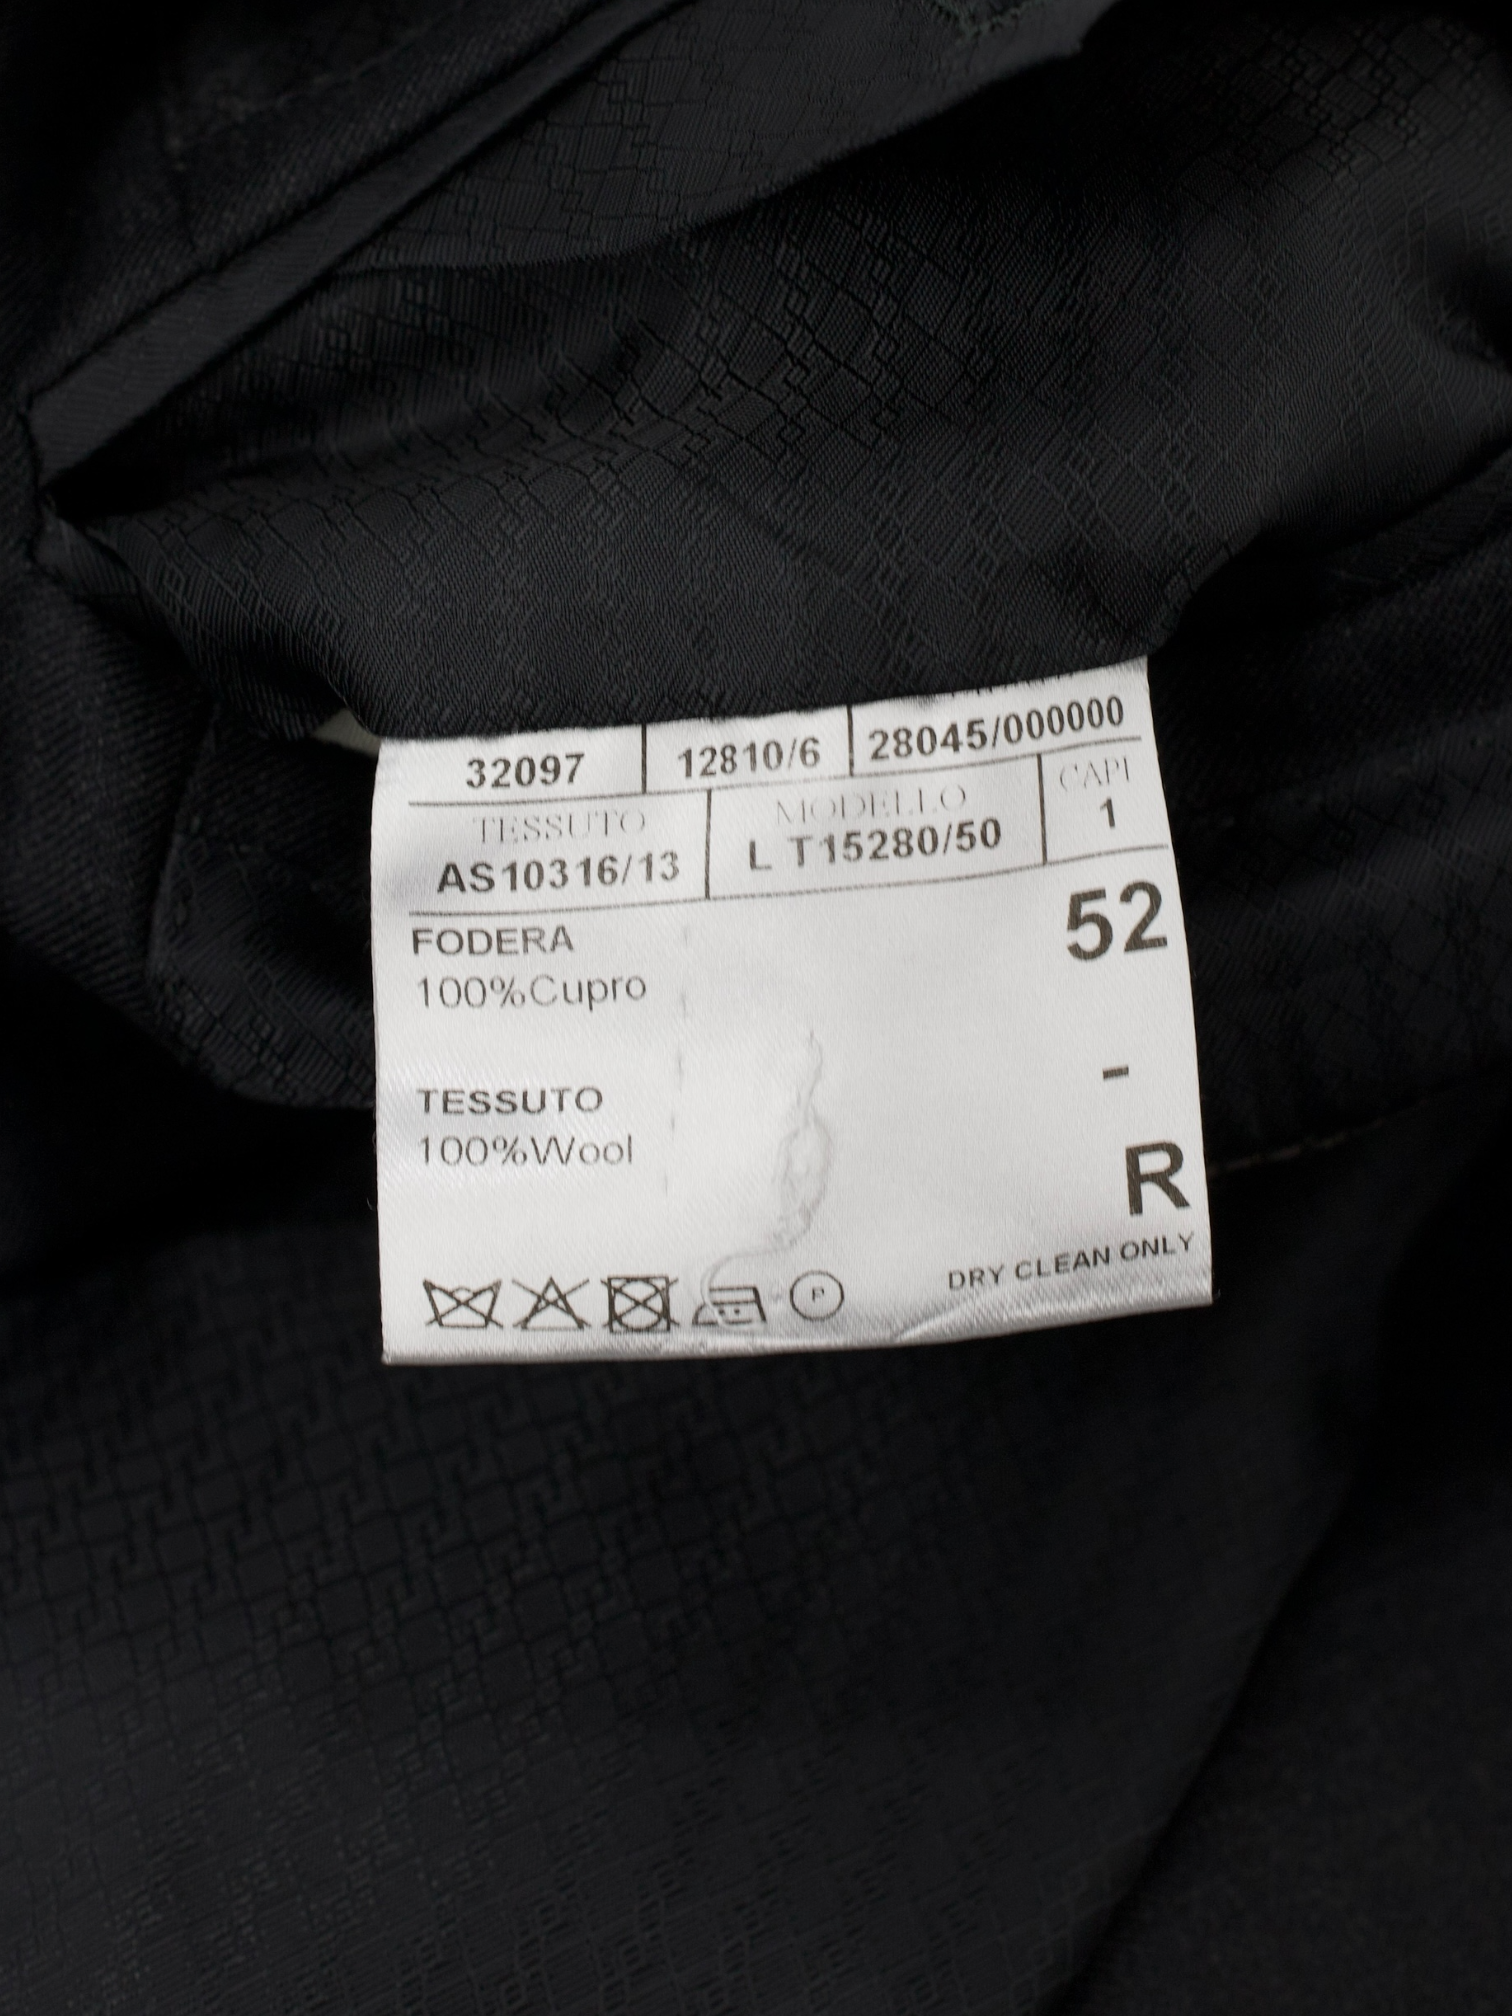 32097 12810/6 28045/000000
TESSUTO MODELLO CAPI
AS10316/13 L T15280/50 1
FODERA 52
100%Cupro
-
TESSUTO
100%Wool R
P DRY CLEAN ONLY